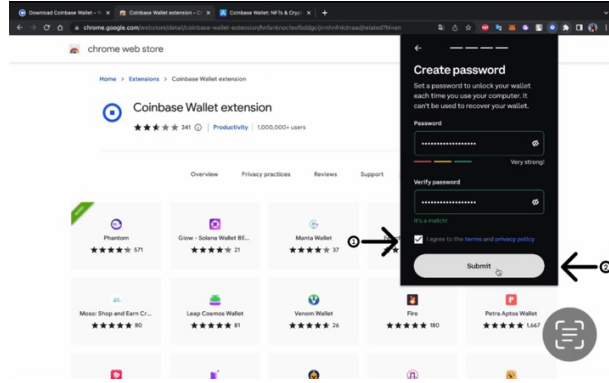 Download Coinbase Wallet - 
Coinbase Wallet extension - C
Coinbase Wallet: NFTs & Crypt
chrome.google.com/webstore/detail/coinbase-wallet-extension/hnfanknocfeofbddgcijnmhnfnkdnaad/related?hl=en
chrome web store
Home > Extensions > Coinbase Wallet extension
Coinbase Wallet extension
341 Productivity 1,000,000+ users
Overview Privacy practices Reviews Support
Phantom
571
Glow - Solana Wallet B...
21
Manta Wallet
37
Moso: Shop and Earn Cr...
80
Leap Cosmos Wallet
81
Venom Wallet
26
Fire
180
Petra Aptos Wallet
1,667
Create password
Set a password to unlock your wallet
each time you use your computer. It
can't be used to recover your wallet.
Password
Very strong!
Verify password
It's a match!
1
I agree to the terms and privacy policy
Submit
2